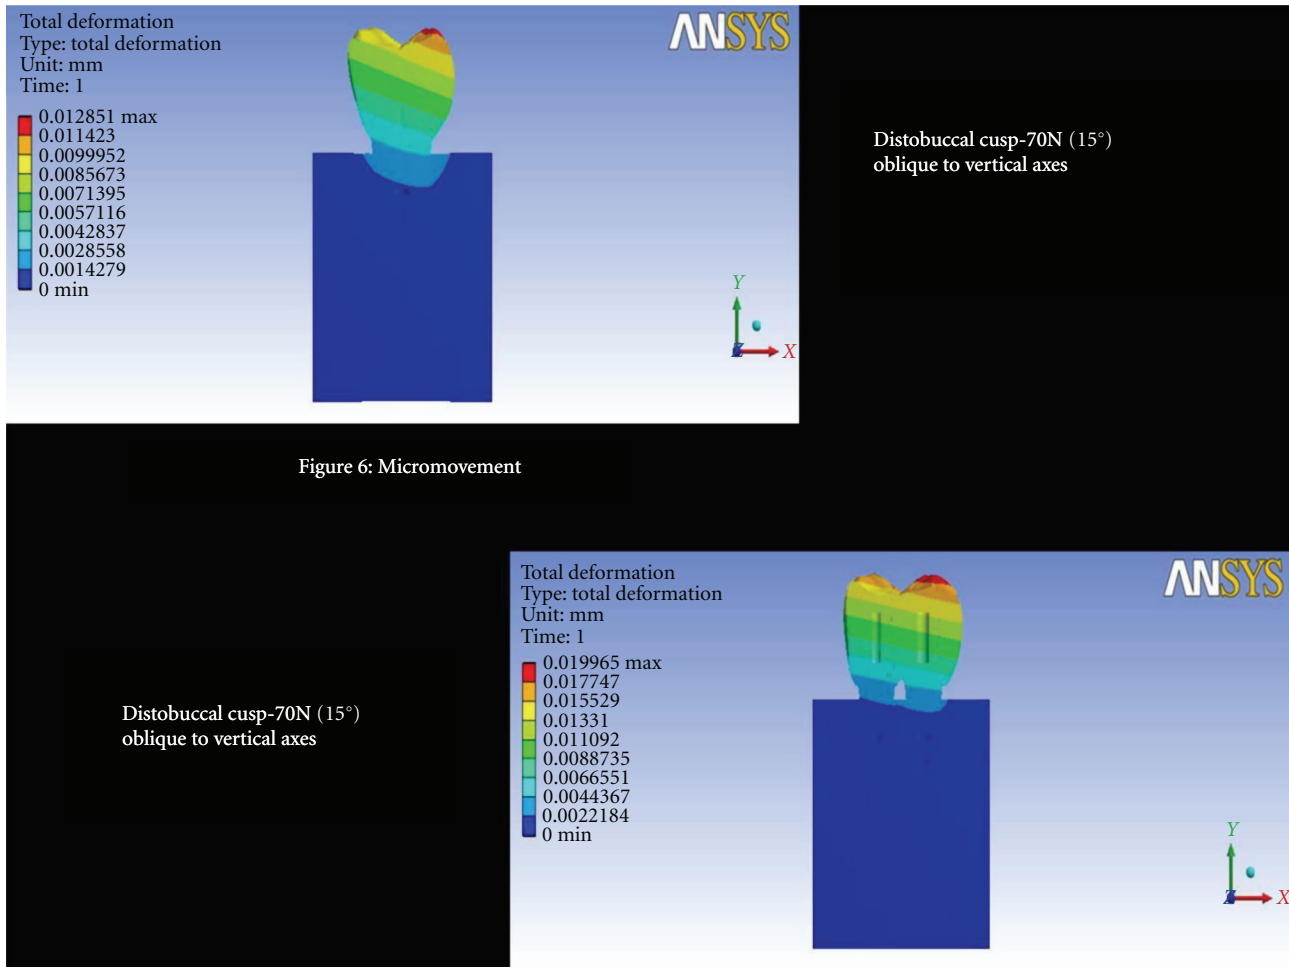 Total deformation
Type: total deformation
Unit: mm
Time: 1
0.012851 max
0.011423
0.0099952
0.0085673
0.0071395
0.0057116
0.0042837
0.0028558
0.0014279
0 min
ANSYS
Y
Z
X
Distobuccal cusp-70N (15°)
oblique to vertical axes
Figure 6: Micromovement
Distobuccal cusp-70N (15°)
oblique to vertical axes
Total deformation
Type: total deformation
Unit: mm
Time: 1
0.019965 max
0.017747
0.015529
0.01331
0.011092
0.0088735
0.0066551
0.0044367
0.0022184
0 min
ANSYS
Y
Z
X